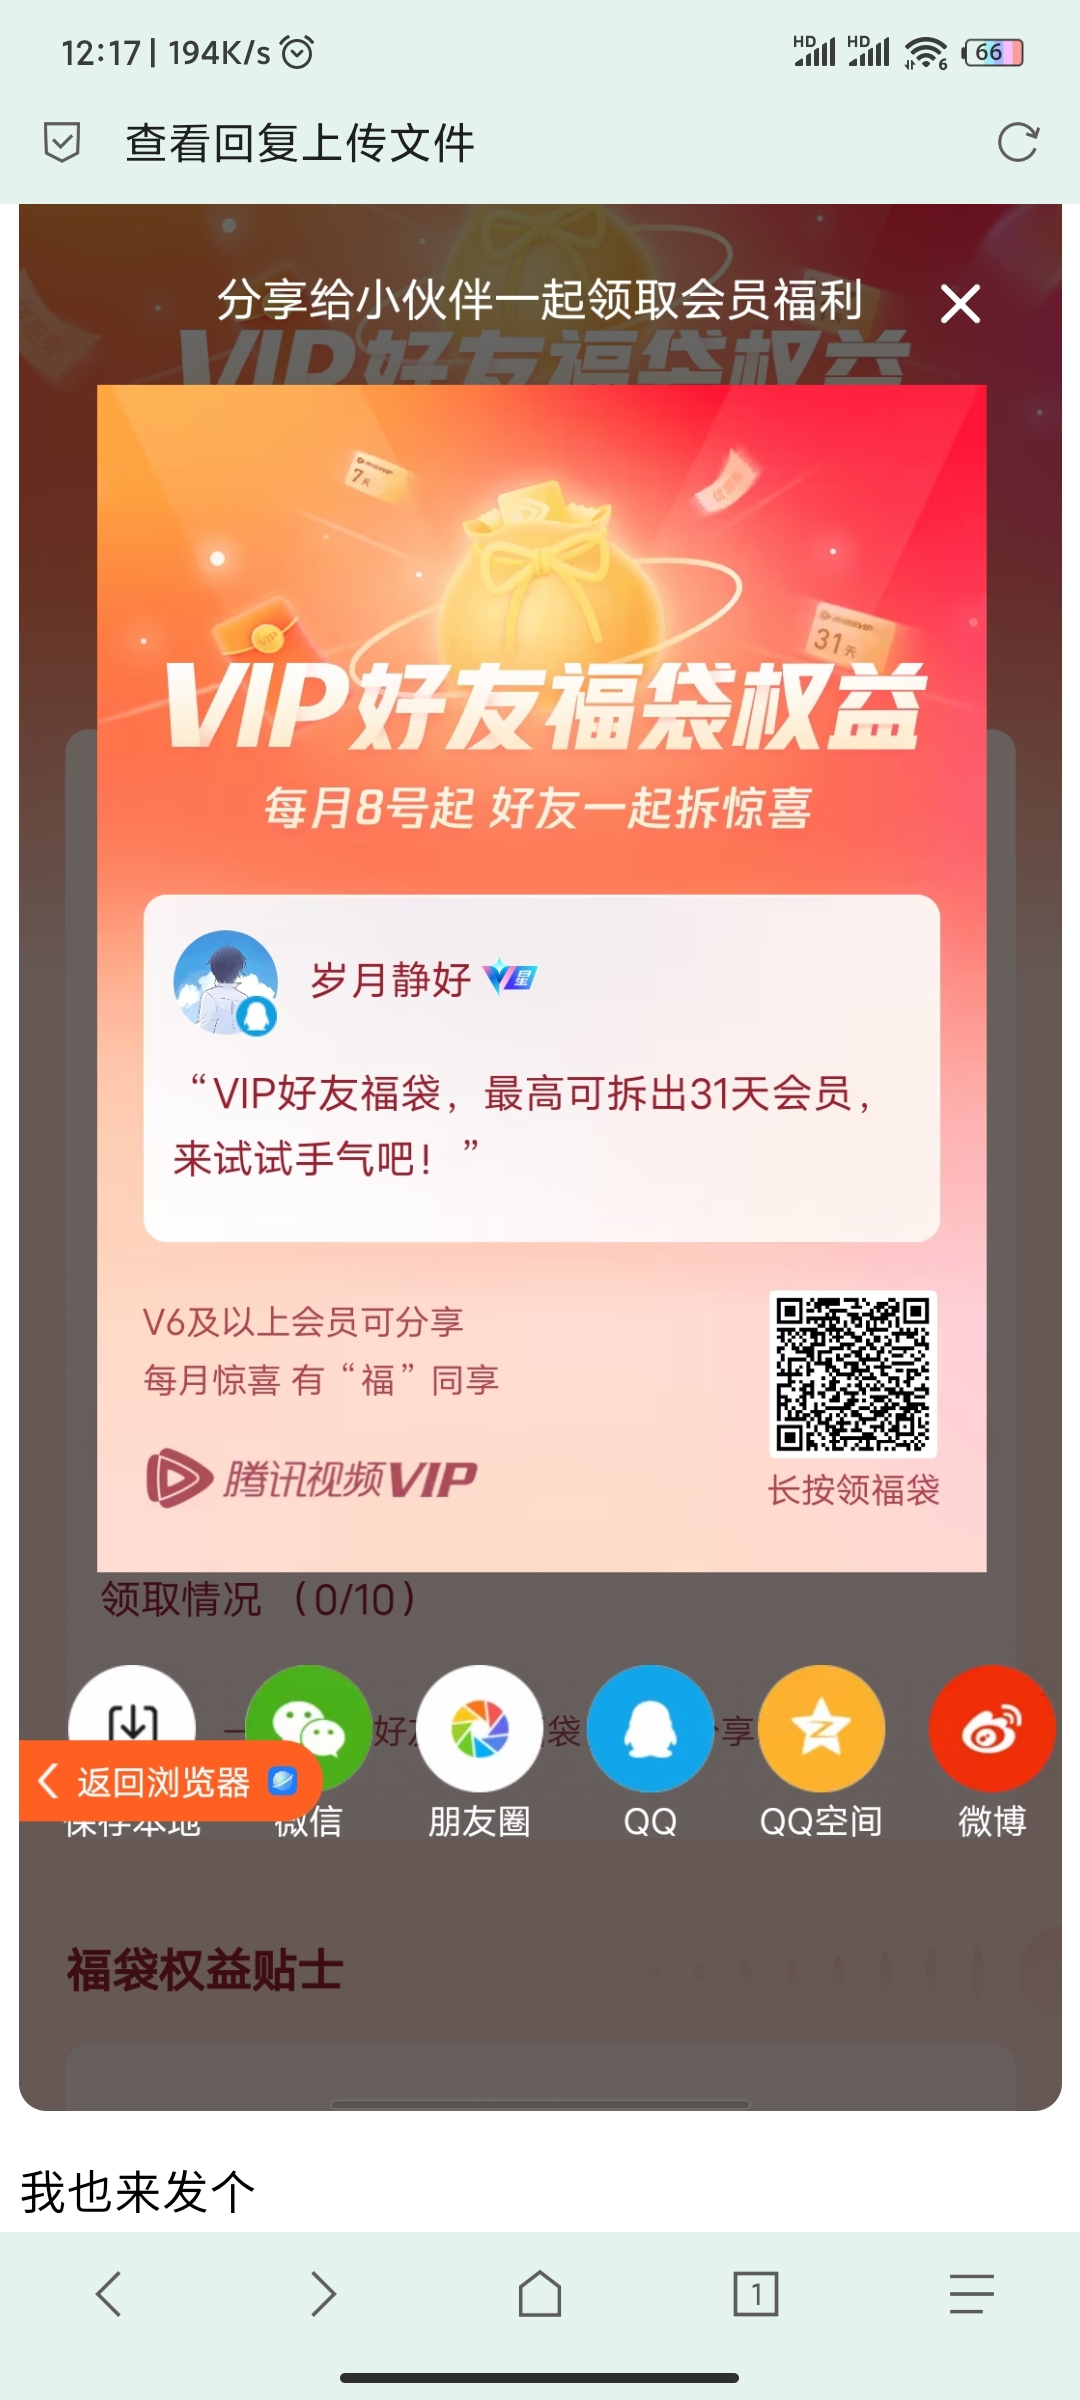 12:17 | 194K/s
HD HD 6 66
查看回复上传文件
分享给小伙伴一起领取会员福利
VIP好友福袋权益
7天
优惠券
VIP
31天
VIP好友福袋权益
每月8号起 好友一起拆惊喜
岁月静好 V星
“VIP好友福袋，最高可拆出31天会员，
来试试手气吧！”
V6及以上会员可分享
每月惊喜 有“福”同享
腾讯视频VIP
长按领福袋
领取情况 （0/10）
返回浏览器
保存本地 微信 朋友圈 QQ QQ空间 微博
福袋权益贴士
我也来发个
1